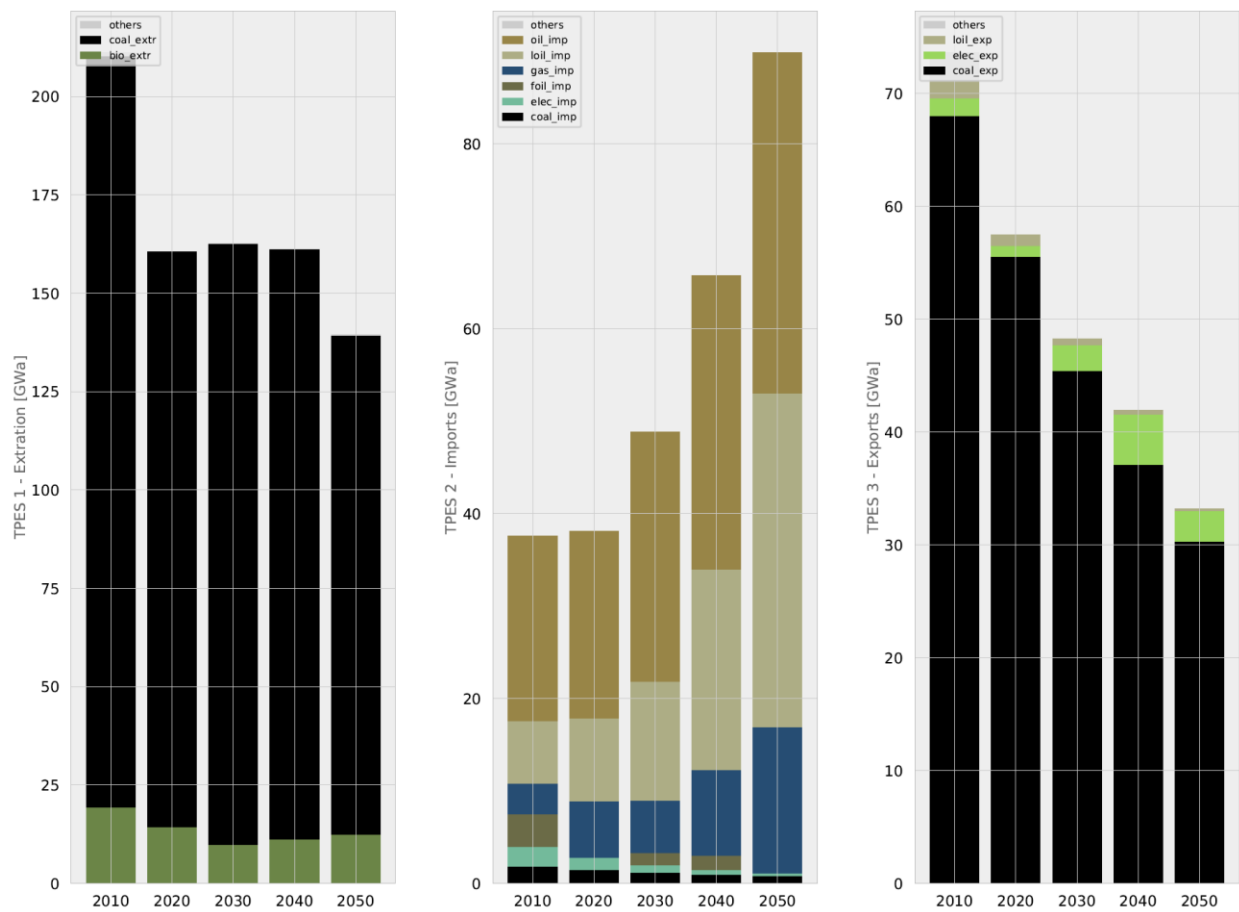 others
coal_extr
bio_extr
TPES 1 - Extration [GWa]
200
175
150
125
100
75
50
25
0
2010 2020 2030 2040 2050
others
oil_imp
loil_imp
gas_imp
foil_imp
elec_imp
coal_imp
TPES 2 - Imports [GWa]
80
60
40
20
0
2010 2020 2030 2040 2050
others
loil_exp
elec_exp
coal_exp
TPES 3 - Exports [GWa]
70
60
50
40
30
20
10
0
2010 2020 2030 2040 2050